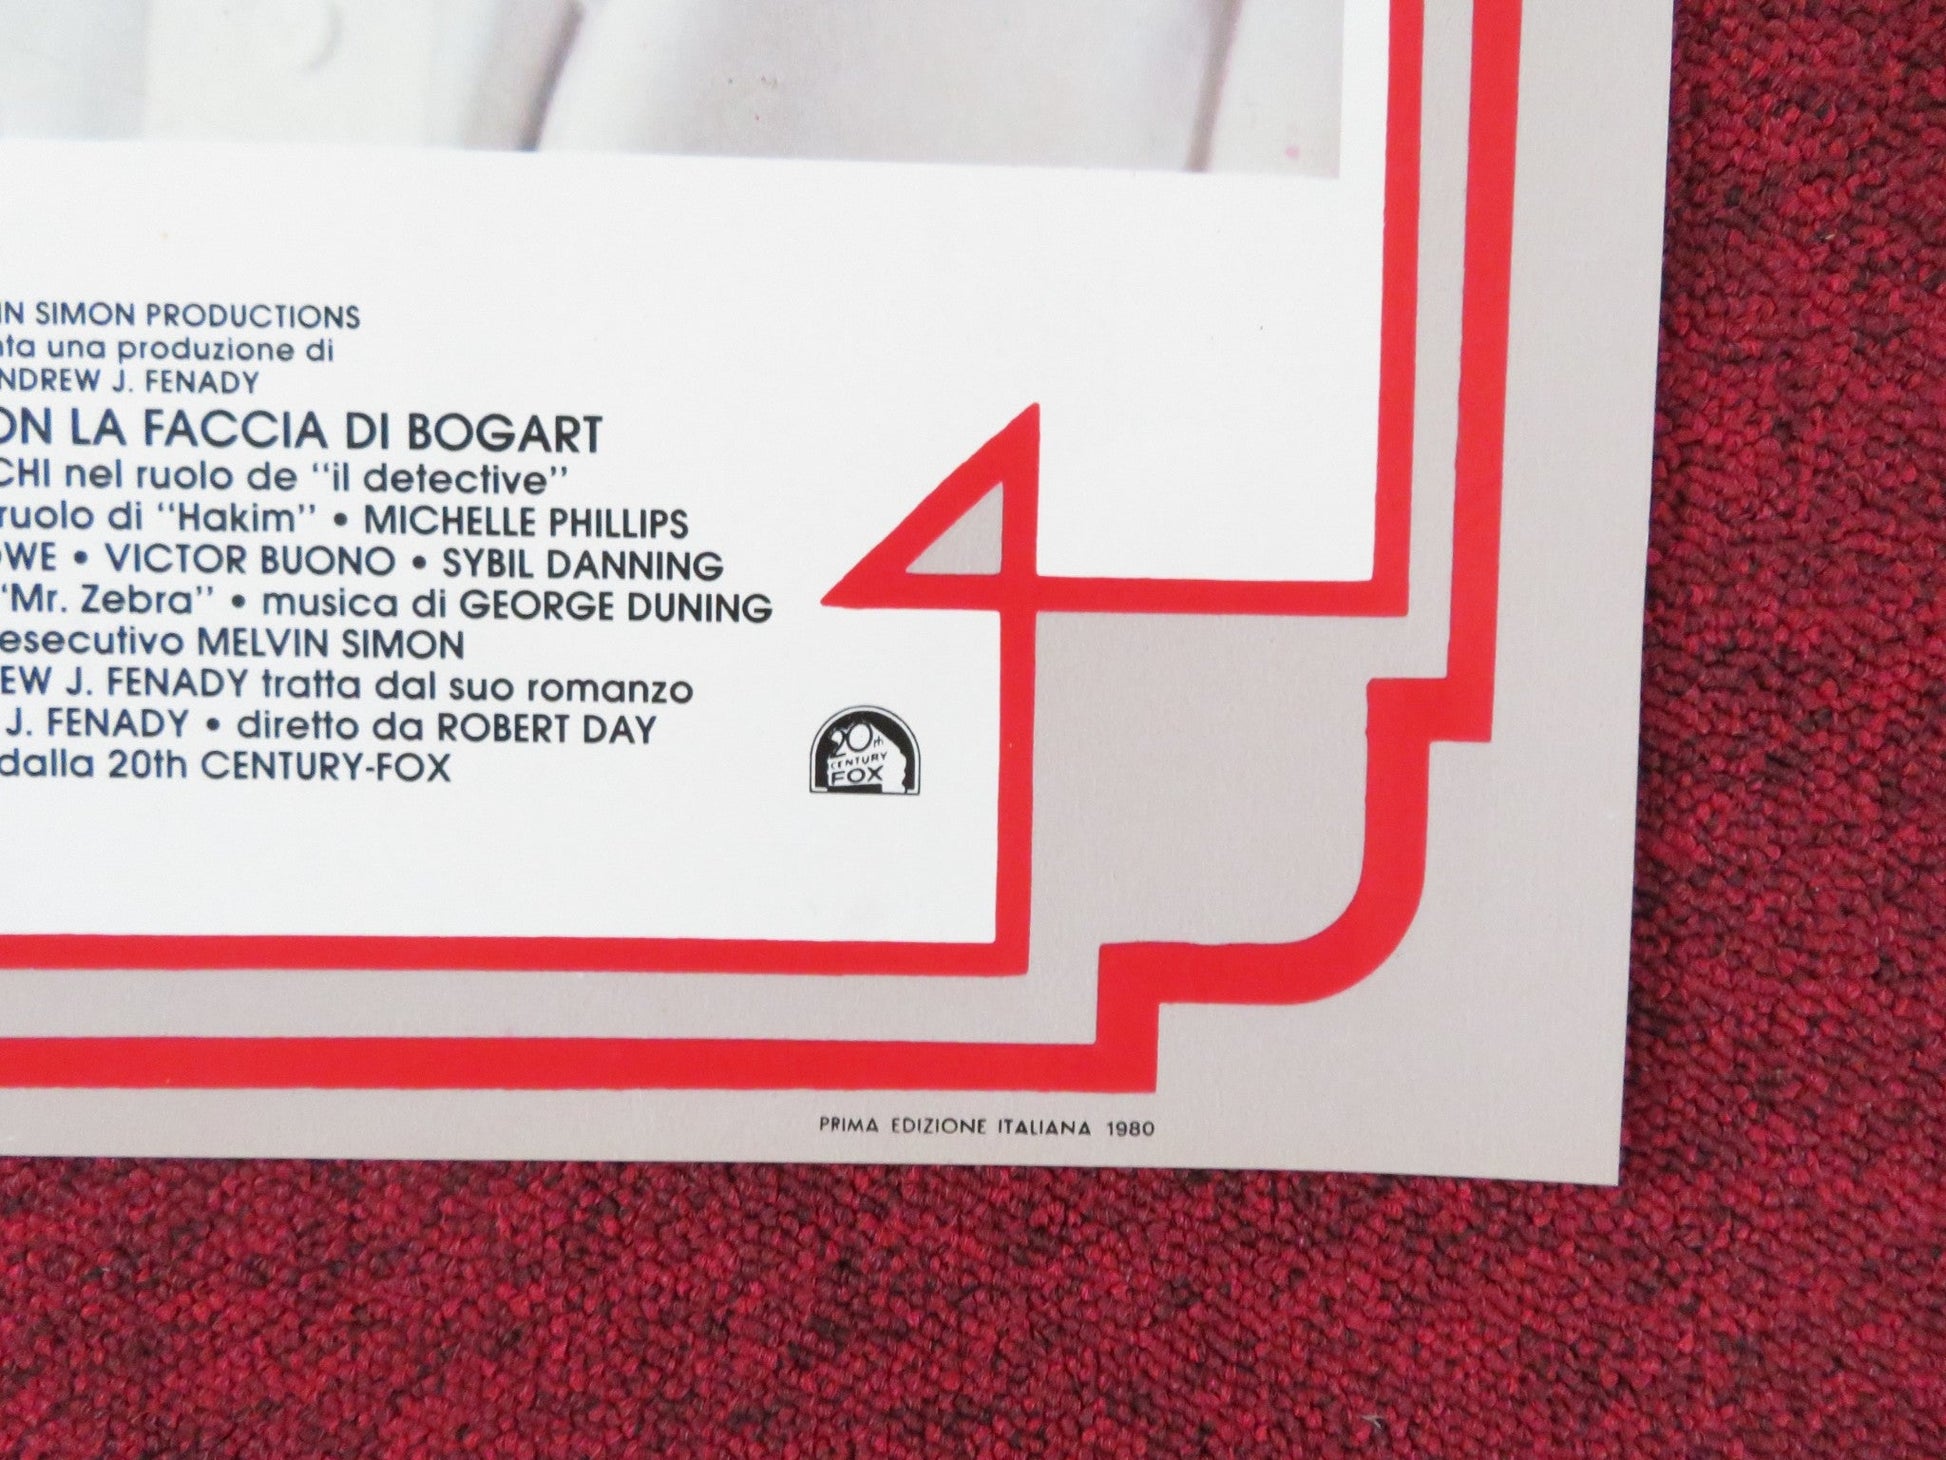 IN SIMON PRODUCTIONS
nta una produzione di
NDREW J. FENADY
ON LA FACCIA DI BOGART
CHI nel ruolo de "il detective"
ruolo di "Hakim" • MICHELLE PHILLIPS
OWE • VICTOR BUONO • SYBIL DANNING
"Mr. Zebra" • musica di GEORGE DUNING
esecutivo MELVIN SIMON
EW J. FENADY tratta dal suo romanzo
J. FENADY • diretto da ROBERT DAY
dalla 20th CENTURY-FOX
20th
CENTURY
FOX
PRIMA EDIZIONE ITALIANA 1980